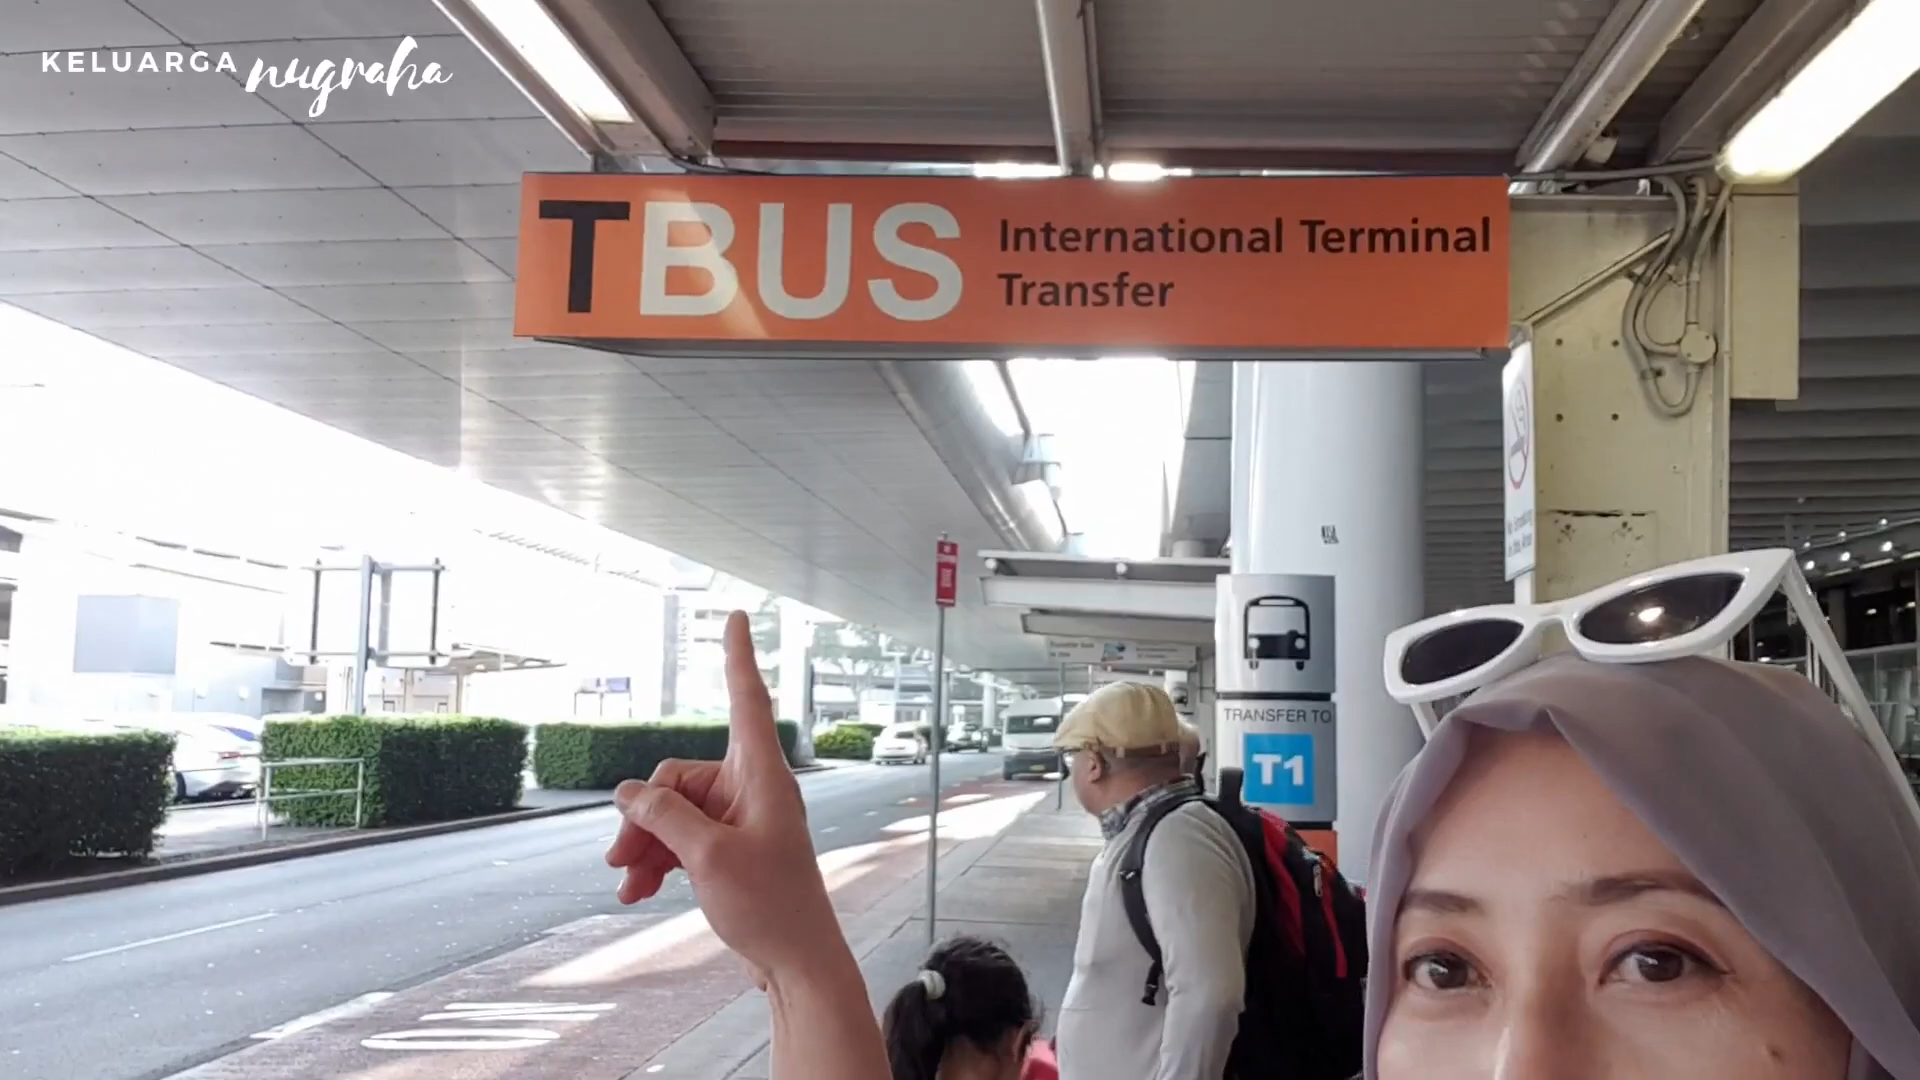 KELUARGA nugraha
TBUS International Terminal
Transfer
TRANSFER TO
T1